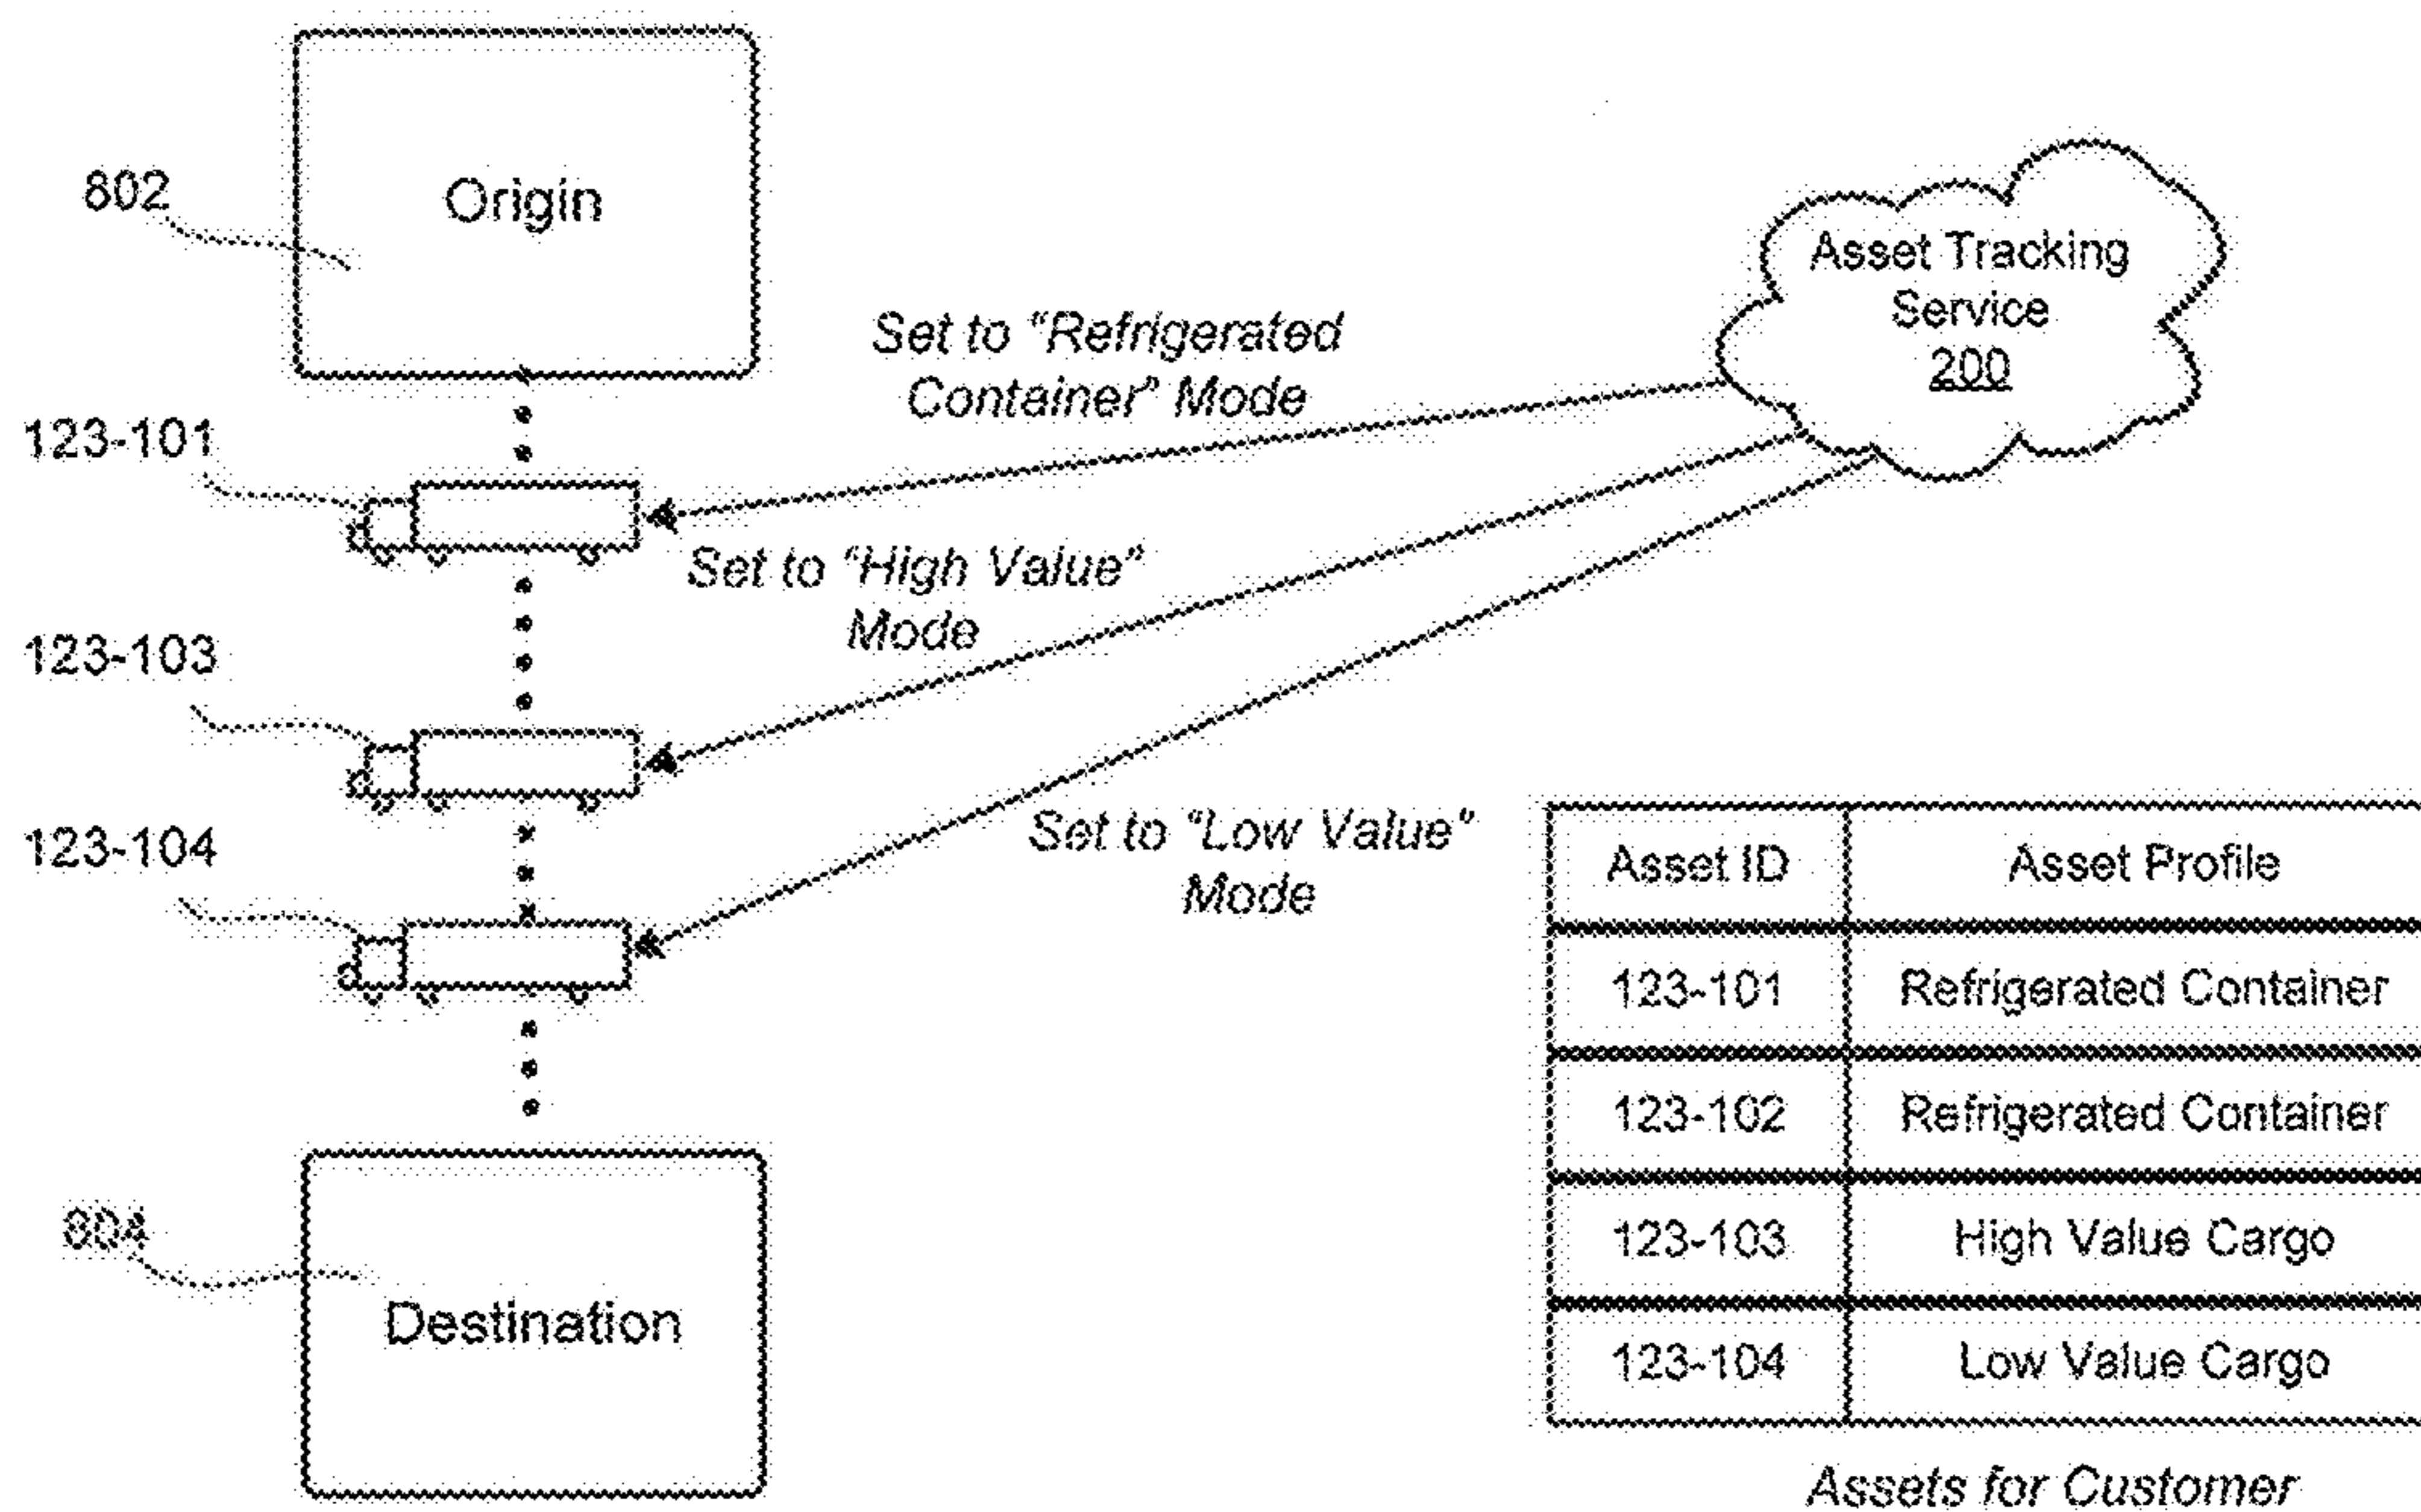 802
Origin
Asset Tracking
Service
200
Set to "Refrigerated
Container" Mode
123-101
Set to "High Value"
Mode
123-103
123-104
Set to "Low Value"
Mode
Asset ID Asset Profile
123-101 Refrigerated Container
123-102 Refrigerated Container
123-103 High Value Cargo
123-104 Low Value Cargo
804
Destination
Assets for Customer